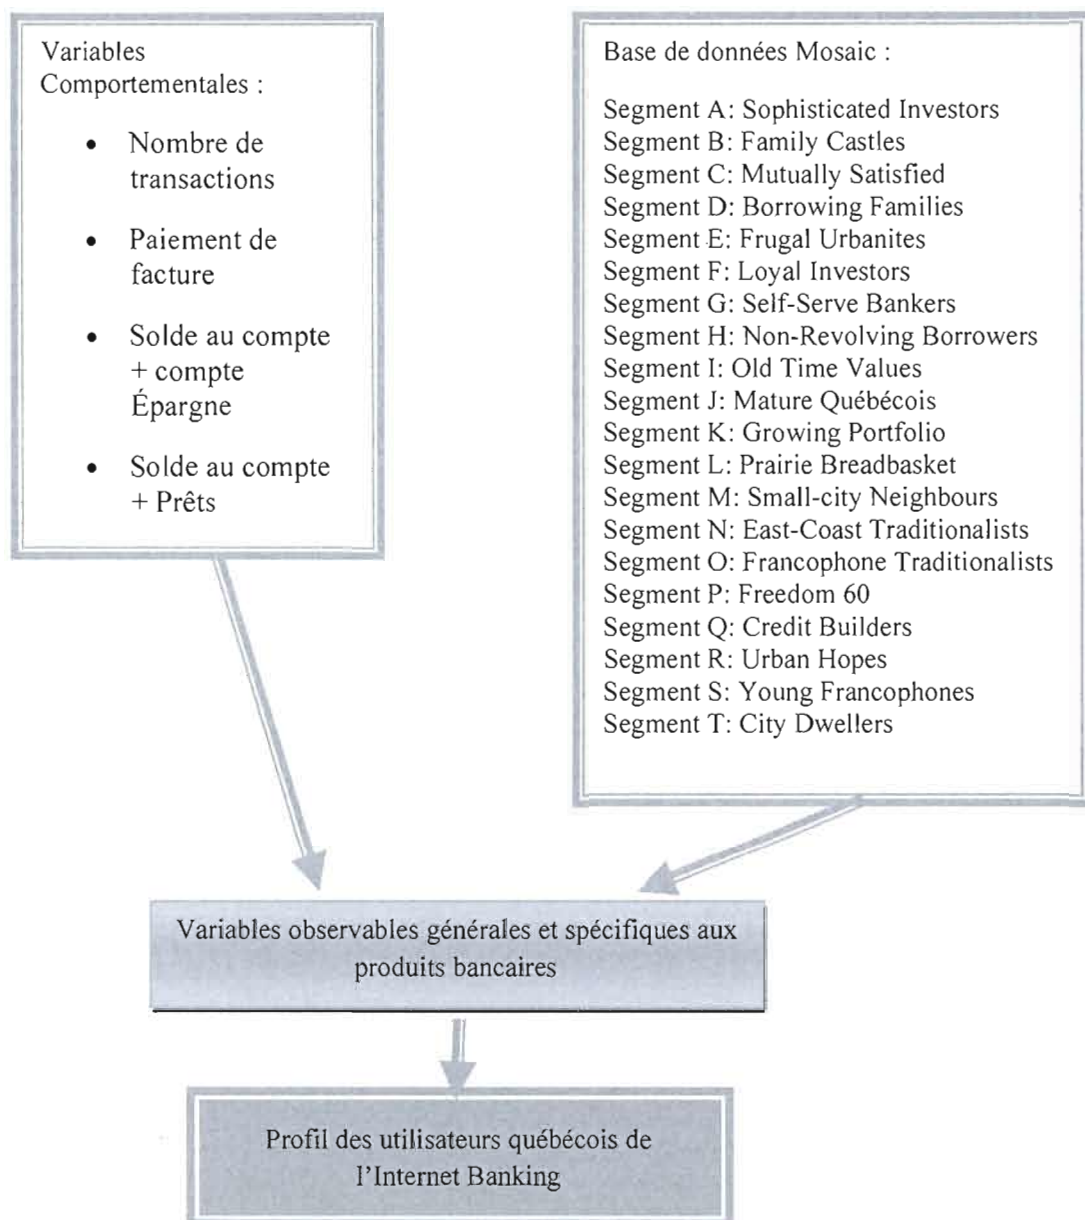 Variables
Comportementales :
• Nombre de
transactions
• Paiement de
facture
• Solde au compte
+ compte
Épargne
• Solde au compte
+ Prêts
Base de données Mosaic :
Segment A: Sophisticated Investors
Segment B: Family Castles
Segment C: Mutually Satisfied
Segment D: Borrowing Families
Segment E: Frugal Urbanites
Segment F: Loyal Investors
Segment G: Self-Serve Bankers
Segment H: Non-Revolving Borrowers
Segment I: Old Time Values
Segment J: Mature Québécois
Segment K: Growing Portfolio
Segment L: Prairie Breadbasket
Segment M: Small-city Neighbours
Segment N: East-Coast Traditionalists
Segment O: Francophone Traditionalists
Segment P: Freedom 60
Segment Q: Credit Builders
Segment R: Urban Hopes
Segment S: Young Francophones
Segment T: City Dwellers
Variables observables générales et spécifiques aux
produits bancaires
Profil des utilisateurs québécois de
l'Internet Banking